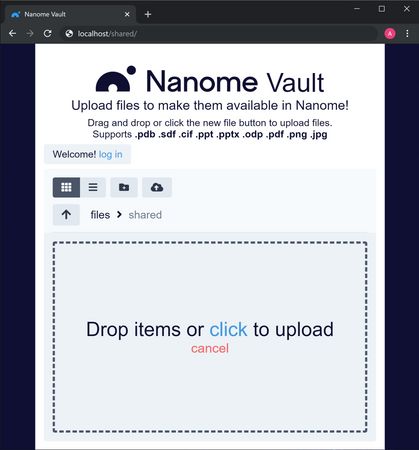 Nanome Vault
localhost/shared/
A
Nanome Vault
Upload files to make them available in Nanome!
Drag and drop or click the new file button to upload files.
Supports .pdb .sdf .cif .ppt .pptx .odp .pdf .png .jpg
Welcome! log in
files shared
Drop items or click to upload
cancel